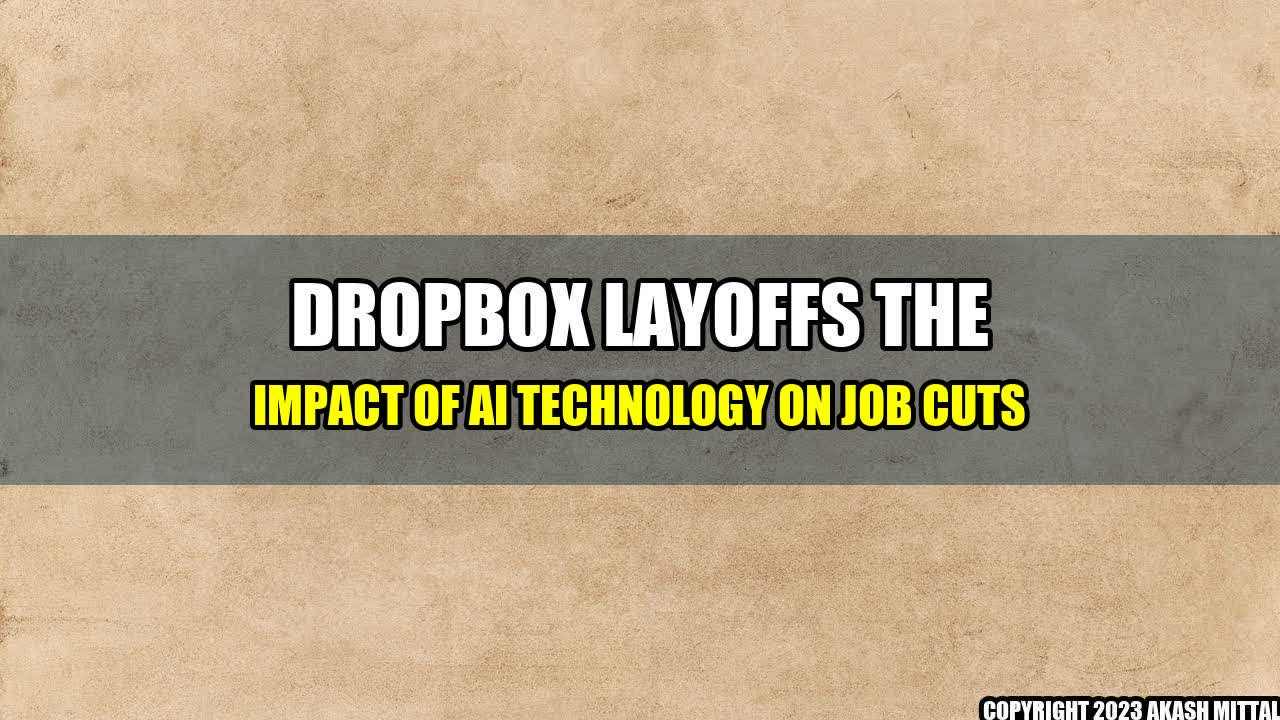 DROPBOX LAYOFFS THE
IMPACT OF AI TECHNOLOGY ON JOB CUTS
COPYRIGHT 2023 AKASH MITTAL